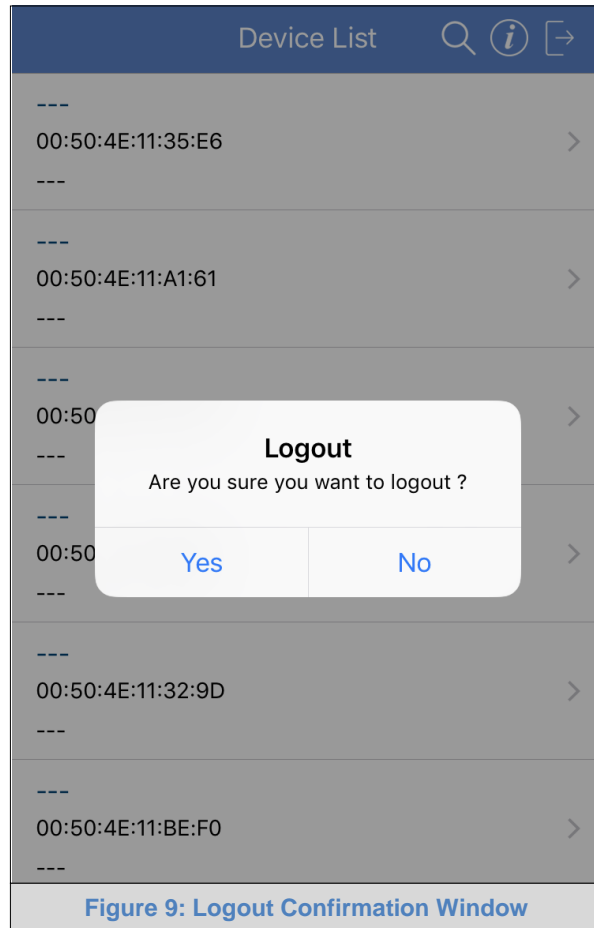 Device List
---
00:50:4E:11:35:E6
---
---
00:50:4E:11:A1:61
---
---
00:50
---
Logout
Are you sure you want to logout ?
---
00:50
Yes
No
---
---
00:50:4E:11:32:9D
---
---
00:50:4E:11:BE:F0
---
Figure 9: Logout Confirmation Window